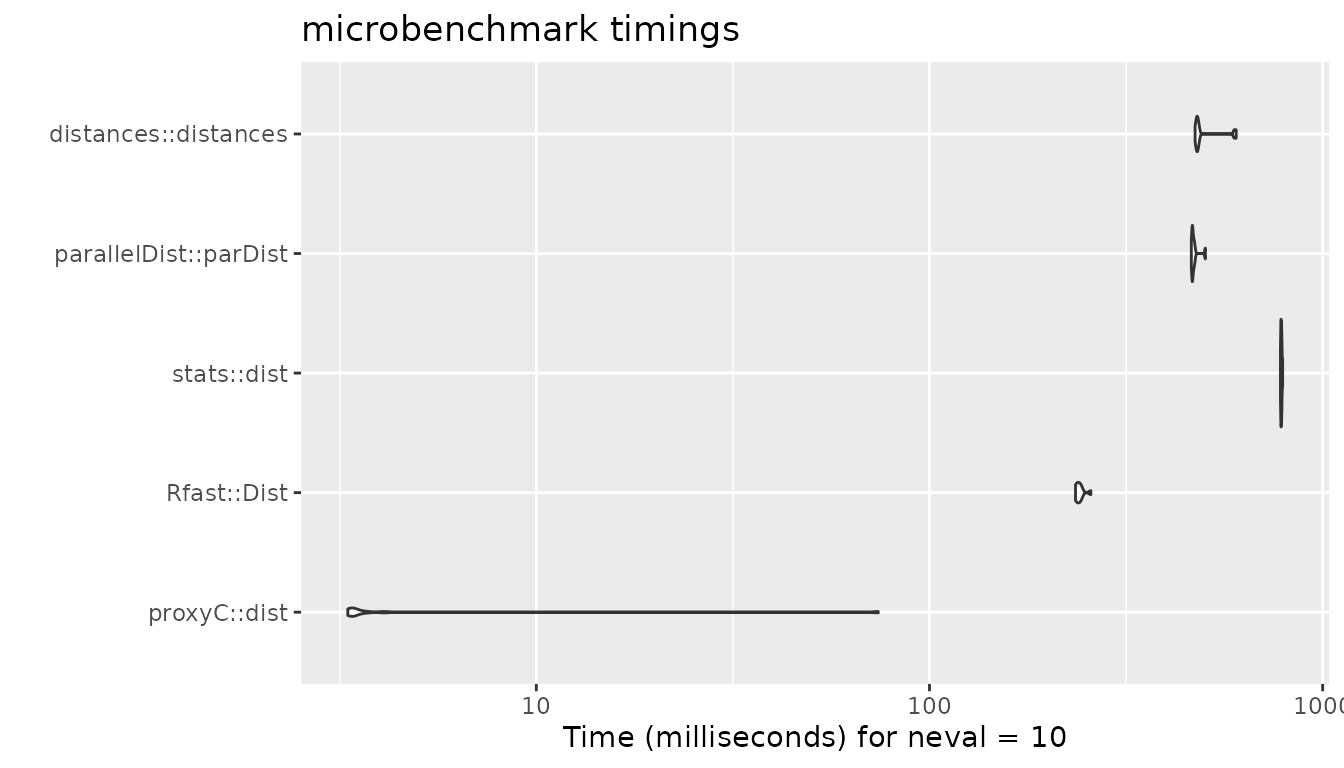 microbenchmark timings
distances::distances
parallelDist::parDist
stats::dist
Rfast::Dist
proxyC::dist
10
100
1000
Time (milliseconds) for neval = 10